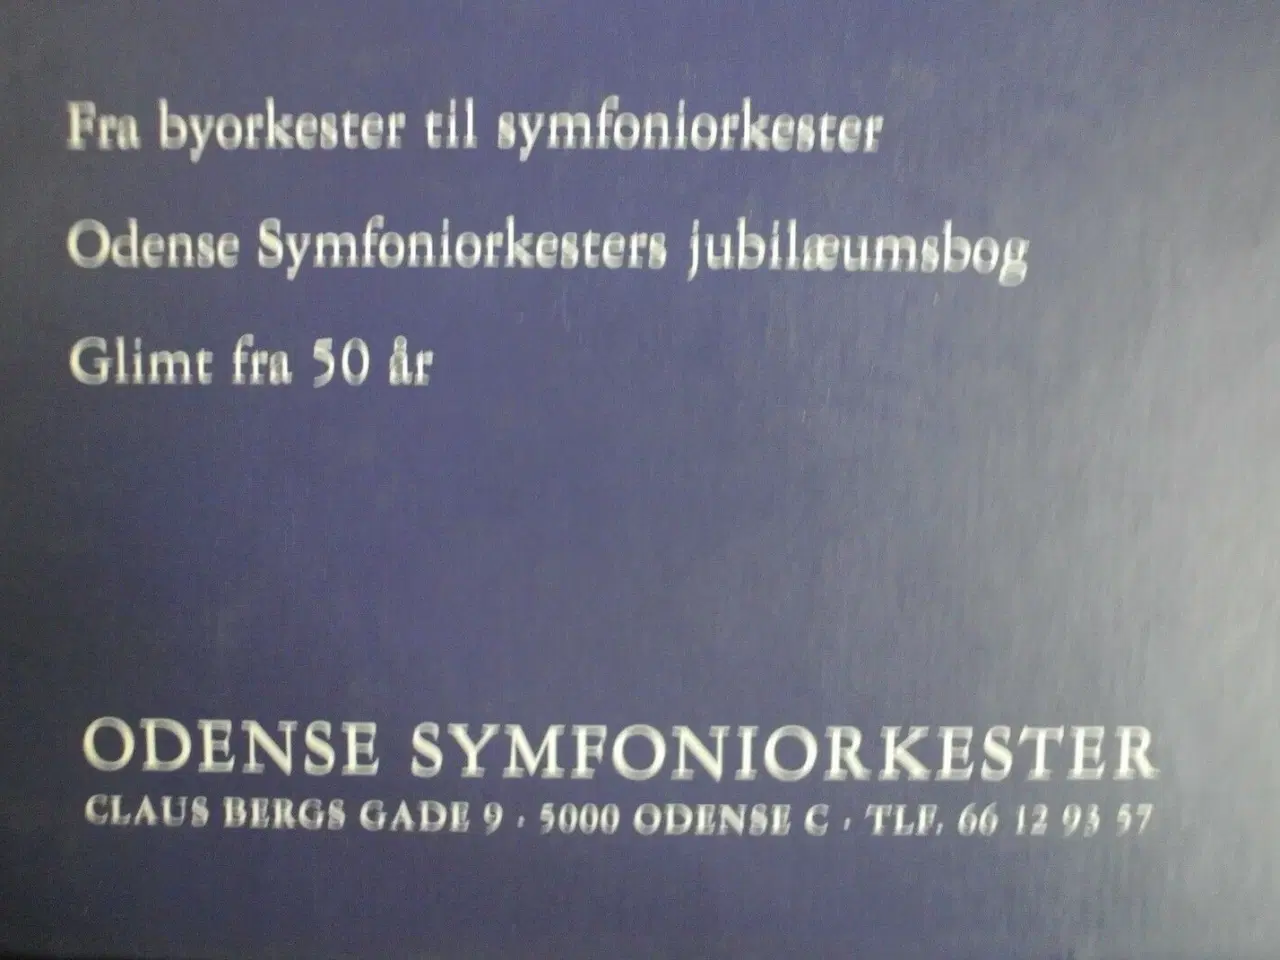 Fra byorkester til symfoniorkester
Odense Symfoniorkesters jubilæumsbog
Glimt fra 50 år
ODENSE SYMFONIORKESTER
CLAUS BERGS GADE 9 · 5000 ODENSE C · TLF. 66 12 93 57